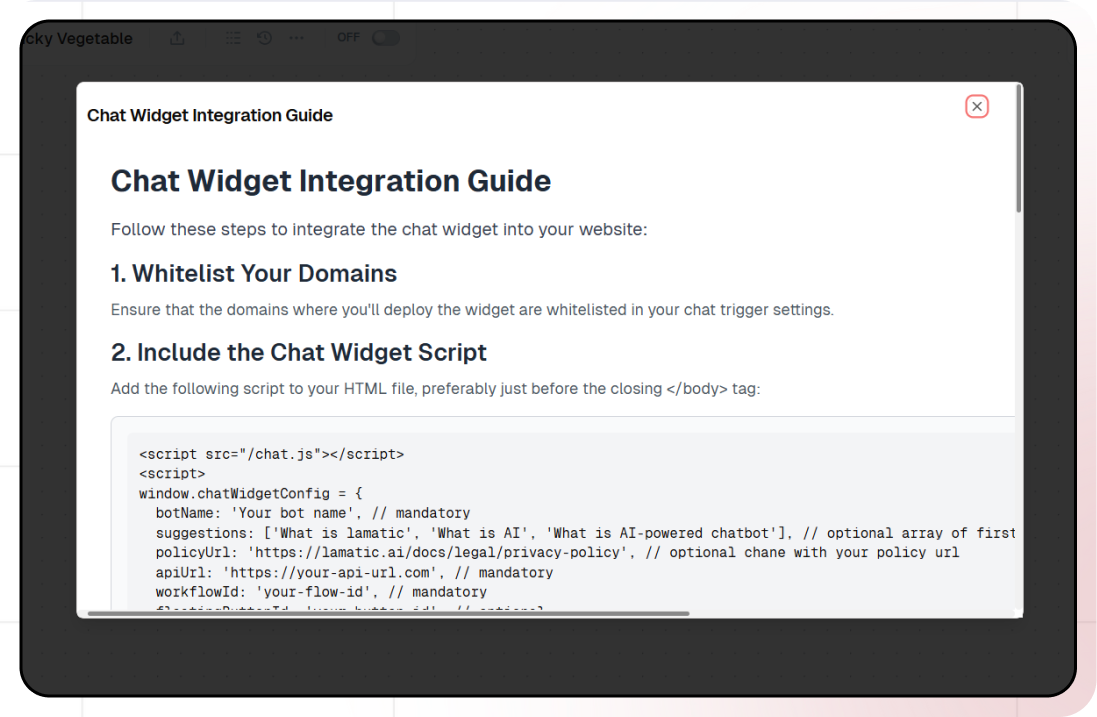 cky Vegetable
OFF
Chat Widget Integration Guide
Chat Widget Integration Guide
Follow these steps to integrate the chat widget into your website:
1. Whitelist Your Domains
Ensure that the domains where you'll deploy the widget are whitelisted in your chat trigger settings.
2. Include the Chat Widget Script
Add the following script to your HTML file, preferably just before the closing </body> tag:
<script src="/chat.js"></script>
<script>
window.chatWidgetConfig = {
botName: 'Your bot name', // mandatory
suggestions: ['What is lamatic', 'What is AI', 'What is AI-powered chatbot'], // optional array of first
policyUrl: 'https://lamatic.ai/docs/legal/privacy-policy', // optional chane with your policy url
apiUrl: 'https://your-api-url.com', // mandatory
workflowId: 'your-flow-id', // mandatory